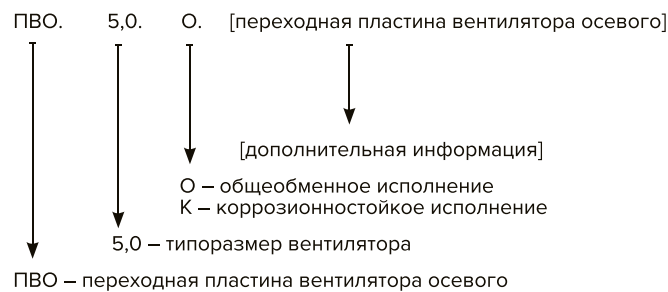 ПВО. 5,0. О. [переходная пластина вентилятора осевого]
[дополнительная информация]
О – общеобменное исполнение
К – коррозионностойкое исполнение
5,0 – типоразмер вентилятора
ПВО – переходная пластина вентилятора осевого